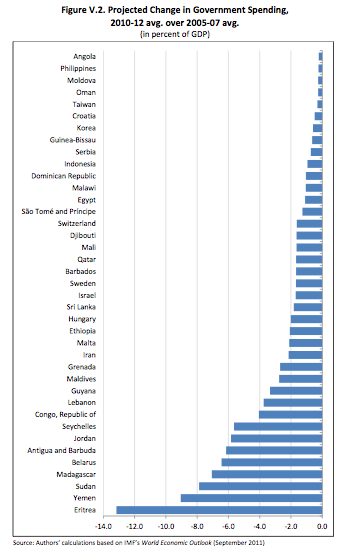 Figure V.2. Projected Change in Government Spending,
2010-12 avg. over 2005-07 avg.
(in percent of GDP)
Angola
Philippines
Moldova
Oman
Taiwan
Croatia
Korea
Guinea-Bissau
Serbia
Indonesia
Dominican Republic
Malawi
Egypt
São Tomé and Príncipe
Switzerland
Djibouti
Mali
Qatar
Barbados
Sweden
Israel
Sri Lanka
Hungary
Ethiopia
Malta
Iran
Grenada
Maldives
Guyana
Lebanon
Congo, Republic of
Seychelles
Jordan
Antigua and Barbuda
Belarus
Madagascar
Sudan
Yemen
Eritrea
-14.0 -12.0 -10.0 -8.0 -6.0 -4.0 -2.0 0.0
Source: Authors' calculations based on IMF's World Economic Outlook (September 2011)